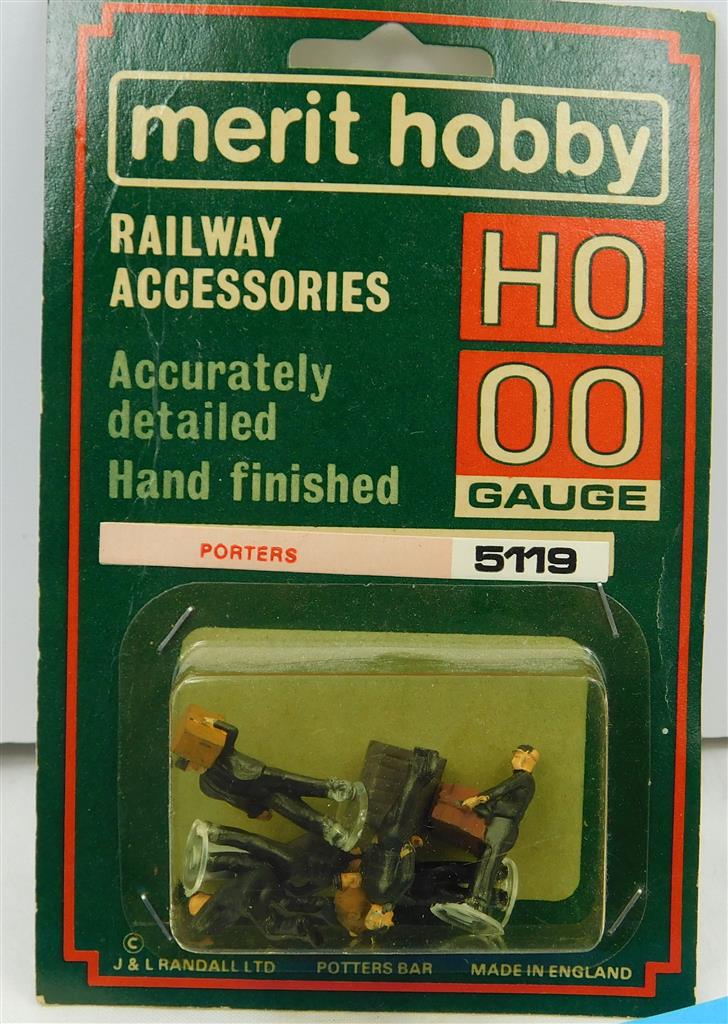 merit hobby
RAILWAY
ACCESSORIES
HO
Accurately
detailed
Hand finished
OO
GAUGE
PORTERS 5119
©
J & L RANDALL LTD POTTERS BAR MADE IN ENGLAND